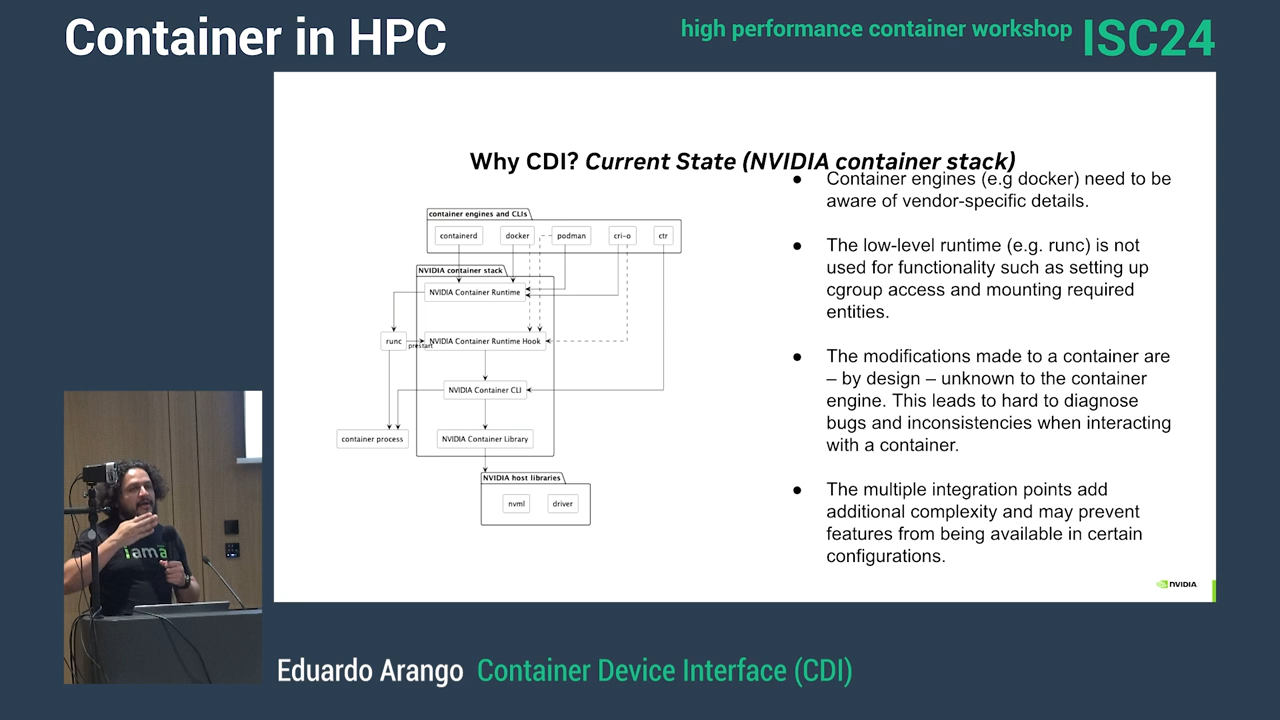 Container in HPC
high performance container workshop ISC24
Why CDI? Current State (NVIDIA container stack)
container engines and CLIs
containerd docker podman cri-o ctr
NVIDIA container stack
NVIDIA Container Runtime
runc prestart NVIDIA Container Runtime Hook
NVIDIA Container CLI
container process NVIDIA Container Library
NVIDIA host libraries
nvml driver
● Container engines (e.g docker) need to be
aware of vendor-specific details.
● The low-level runtime (e.g. runc) is not
used for functionality such as setting up
cgroup access and mounting required
entities.
● The modifications made to a container are
– by design – unknown to the container
engine. This leads to hard to diagnose
bugs and inconsistencies when interacting
with a container.
● The multiple integration points add
additional complexity and may prevent
features from being available in certain
configurations.
NVIDIA
iama
Eduardo Arango Container Device Interface (CDI)